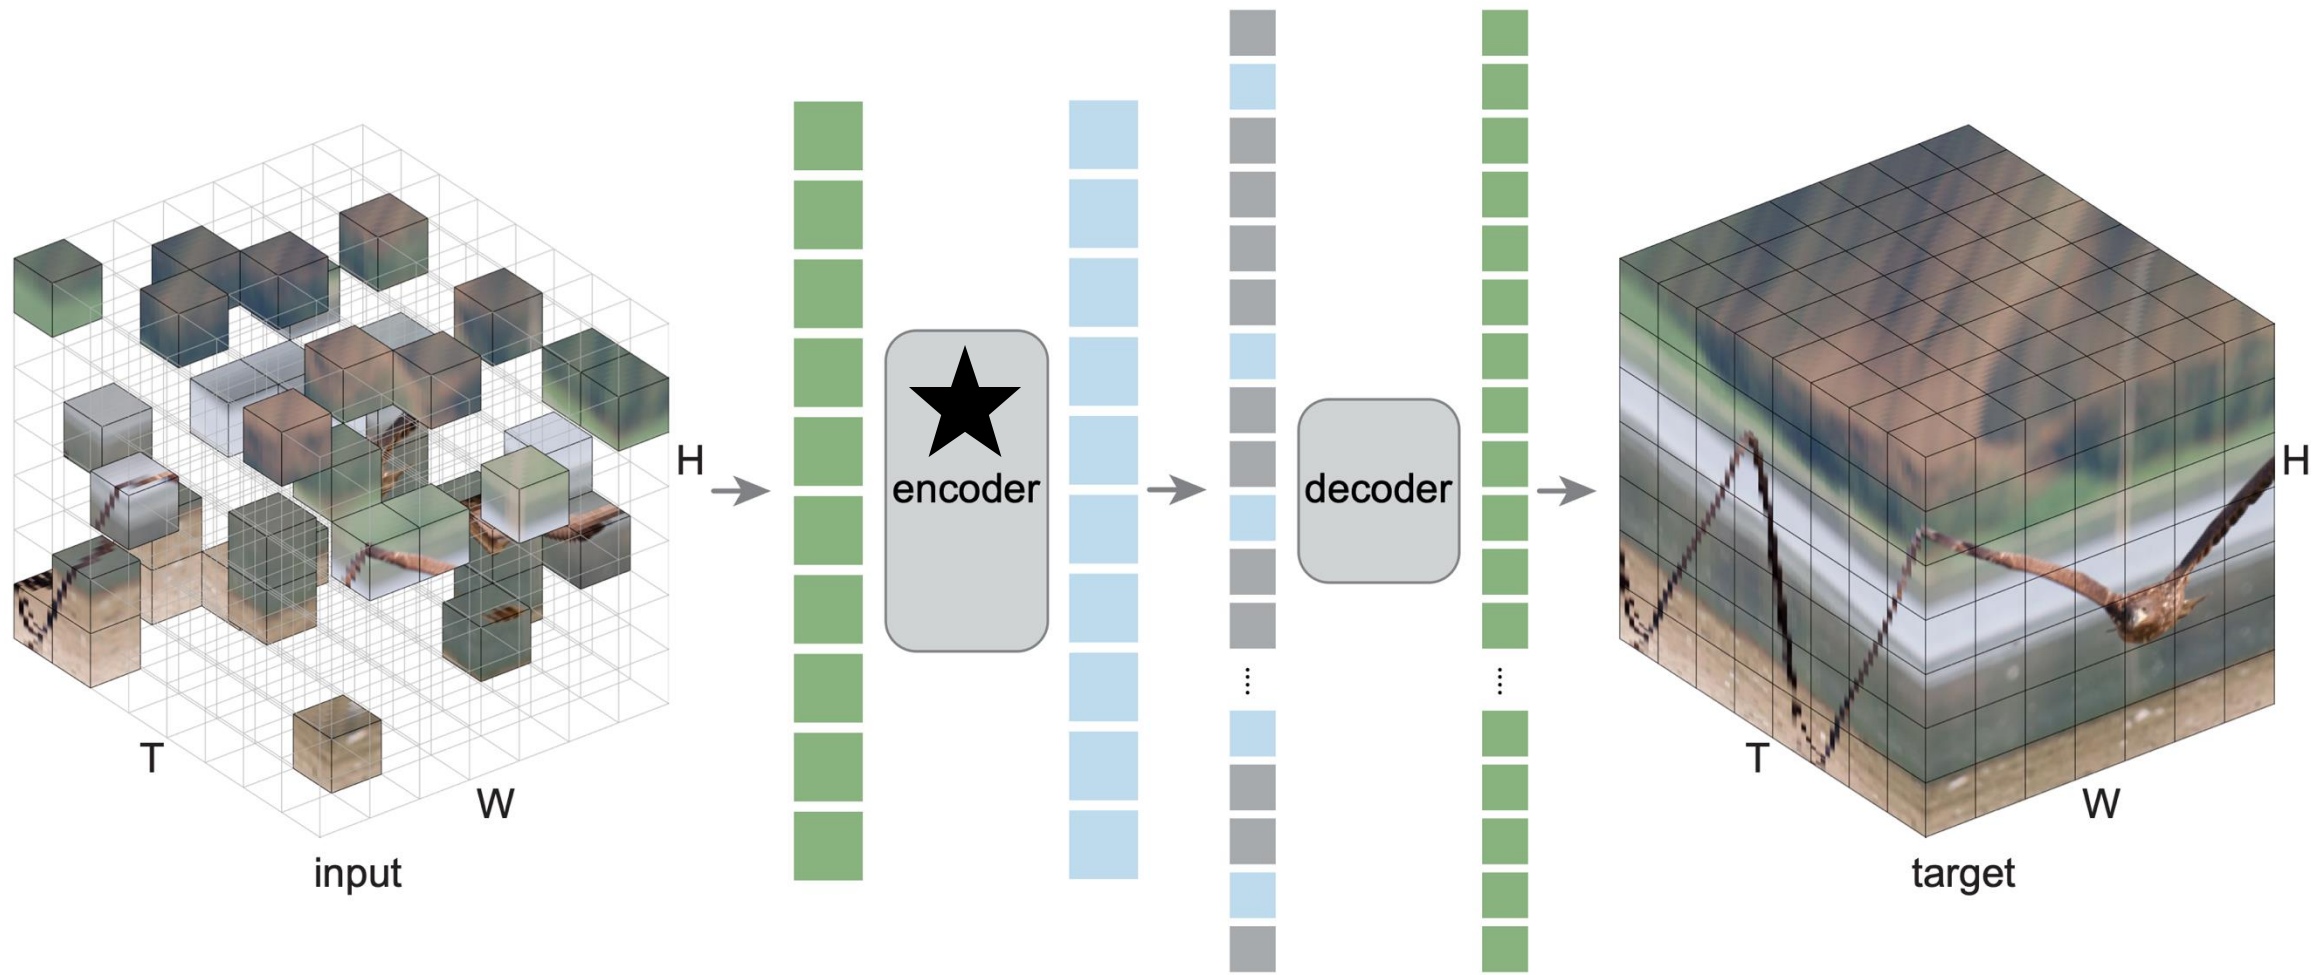 H
T
W
input
encoder
decoder
H
T
W
target